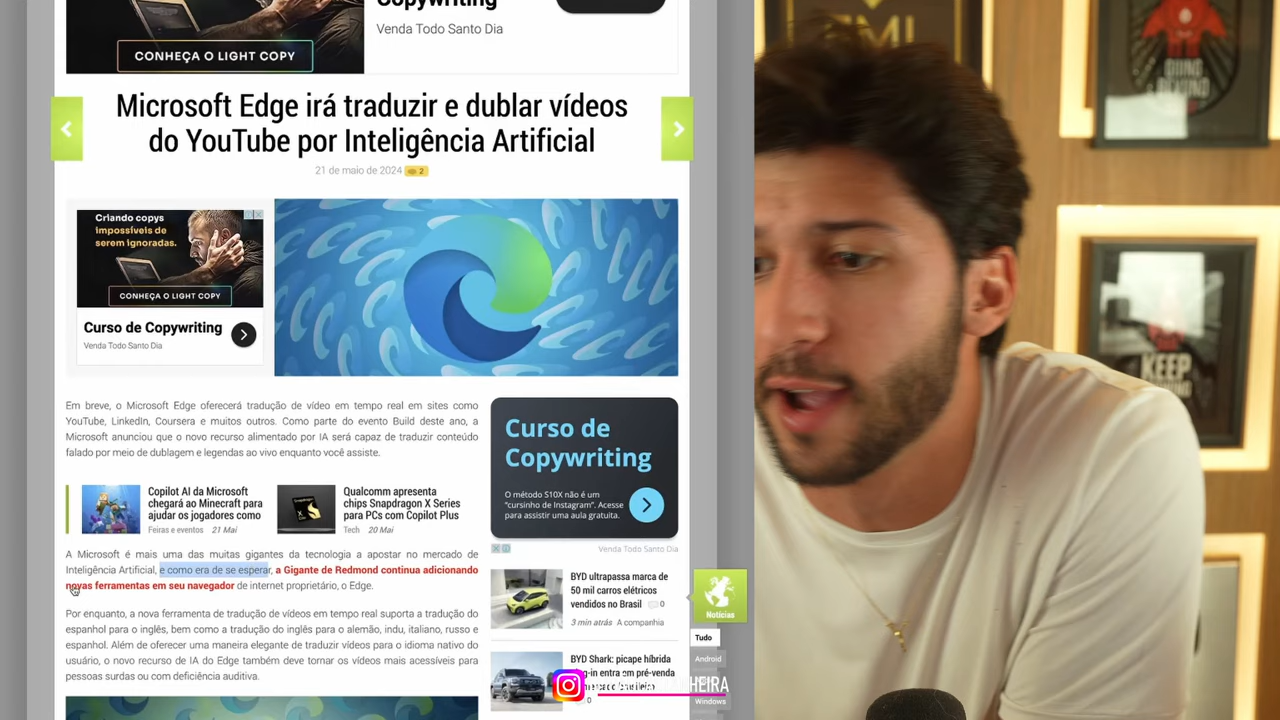 Copywriting
Venda Todo Santo Dia
CONHEÇA O LIGHT COPY
Microsoft Edge irá traduzir e dublar vídeos
do YouTube por Inteligência Artificial
21 de maio de 2024 2
Criando copys
impossíveis de
serem ignoradas.
CONHEÇA O LIGHT COPY
Curso de Copywriting
Venda Todo Santo Dia
Em breve, o Microsoft Edge oferecerá tradução de vídeo em tempo real em sites como
YouTube, LinkedIn, Coursera e muitos outros. Como parte do evento Build deste ano, a
Microsoft anunciou que o novo recurso alimentado por IA será capaz de traduzir conteúdo
falado por meio de dublagem e legendas ao vivo enquanto você assiste.
Copilot AI da Microsoft
chegará ao Minecraft para
ajudar os jogadores como
Feiras e eventos 21 Mai
Qualcomm apresenta
chips Snapdragon X Series
para PCs com Copilot Plus
Tech 20 Mai
A Microsoft é mais uma das muitas gigantes da tecnologia a apostar no mercado de
Inteligência Artificial, e como era de se esperar, a Gigante de Redmond continua adicionando
novas ferramentas em seu navegador de internet proprietário, o Edge.
Por enquanto, a nova ferramenta de tradução de vídeos em tempo real suporta a tradução do
espanhol para o inglês, bem como a tradução do inglês para o alemão, indu, italiano, russo e
espanhol. Além de oferecer uma maneira elegante de traduzir vídeos para o idioma nativo do
usuário, o novo recurso de IA do Edge também deve tornar os vídeos mais acessíveis para
pessoas surdas ou com deficiência auditiva.
Curso de
Copywriting
O método S10X não é um
"cursinho de Instagram". Acesse
para assistir uma aula gratuita.
Venda Todo Santo Dia
BYD ultrapassa marca de
50 mil carros elétricos
vendidos no Brasil 0
3 min atrás A companhia
BYD Shark: picape híbrida
plug-in entra em pré-venda
0
Notícias
Tudo
Android
Windows
KEEP